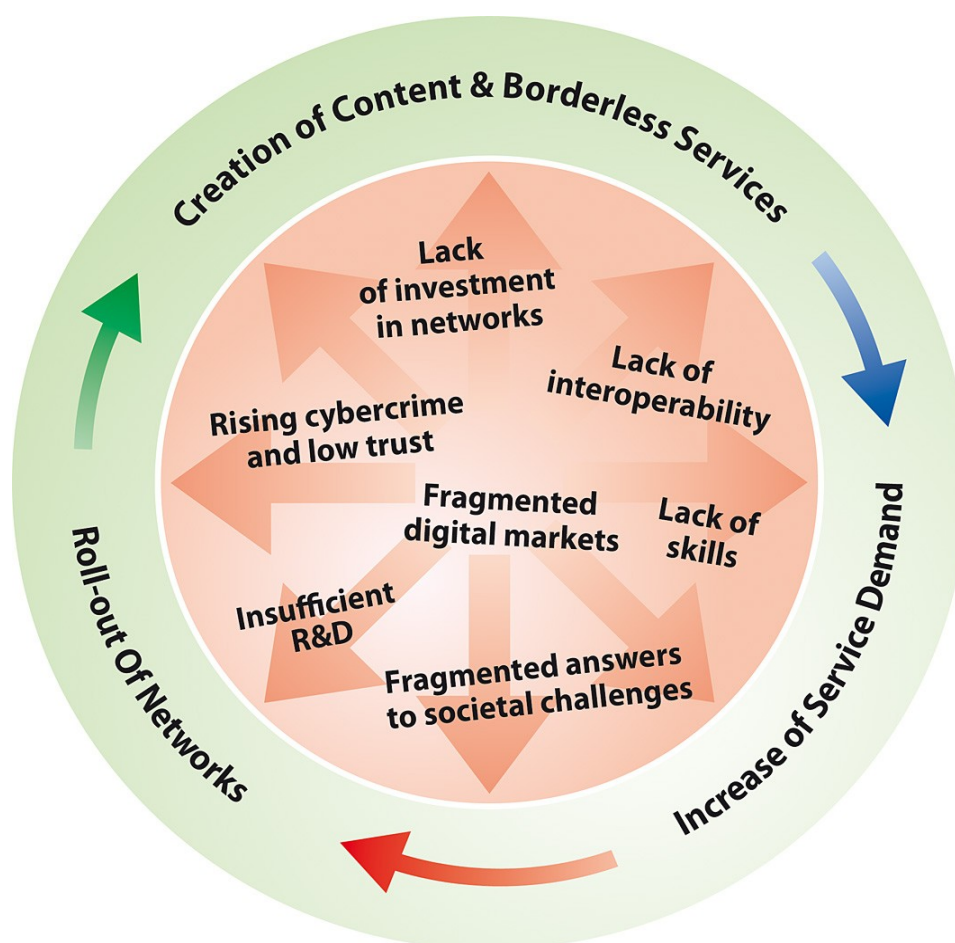 Creation of Content & Borderless Services
Lack
of investment
in networks
Lack of
interoperability
Rising cybercrime
and low trust
Fragmented
digital markets
Lack of
skills
Insufficient
R&D
Fragmented answers
to societal challenges
Increase of Service Demand
Roll-out Of Networks